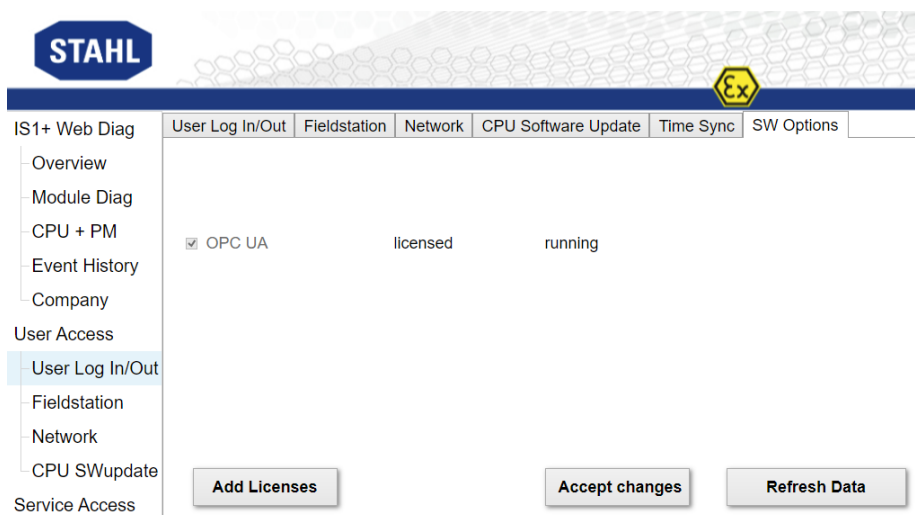 STAHL
Ex
IS1+ Web Diag
Overview
Module Diag
CPU + PM
Event History
Company
User Access
User Log In/Out
Fieldstation
Network
CPU SWupdate
Service Access
User Log In/Out Fieldstation Network CPU Software Update Time Sync SW Options
OPC UA licensed running
Add Licenses Accept changes Refresh Data